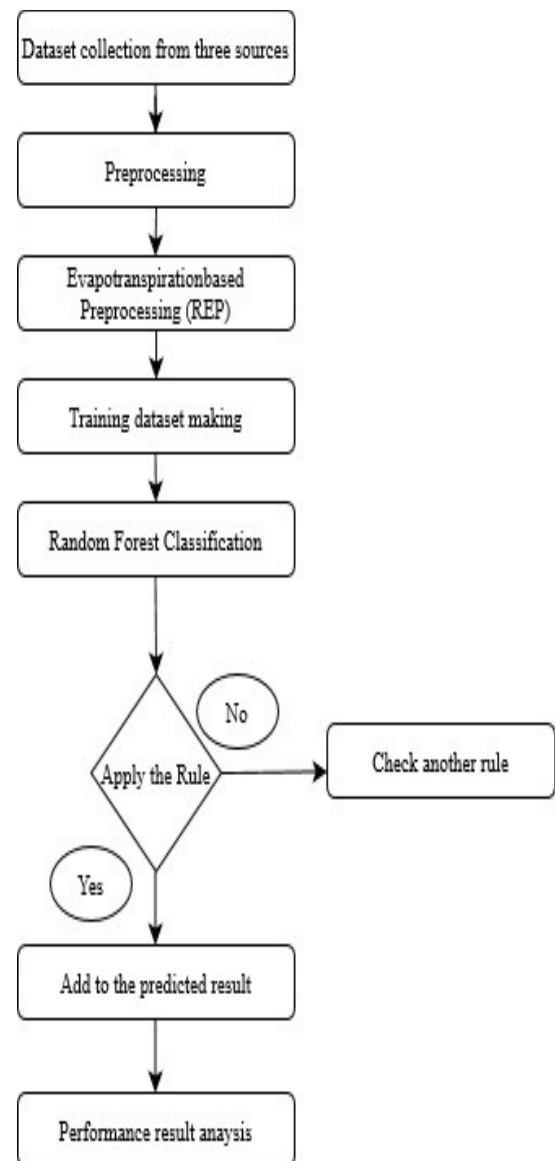 Dataset collection from three sources
Preprocessing
Evapotranspirationbased
Preprocessing (REP)
Training dataset making
Random Forest Classification
No
Apply the Rule
Check another rule
Yes
Add to the predicted result
Performance result anaysis